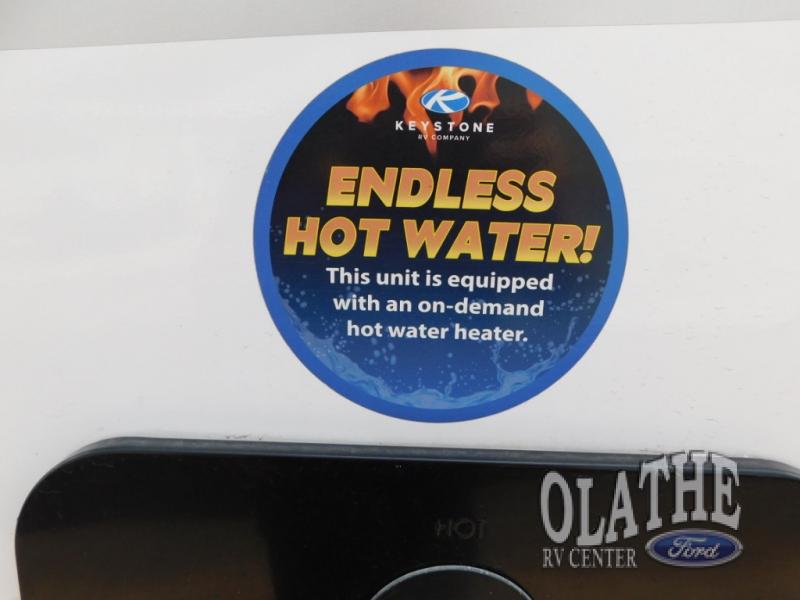 KEYSTONE
RV COMPANY
ENDLESS
HOT WATER!
This unit is equipped
with an on-demand
hot water heater.
OLATHE
RV CENTER
Ford